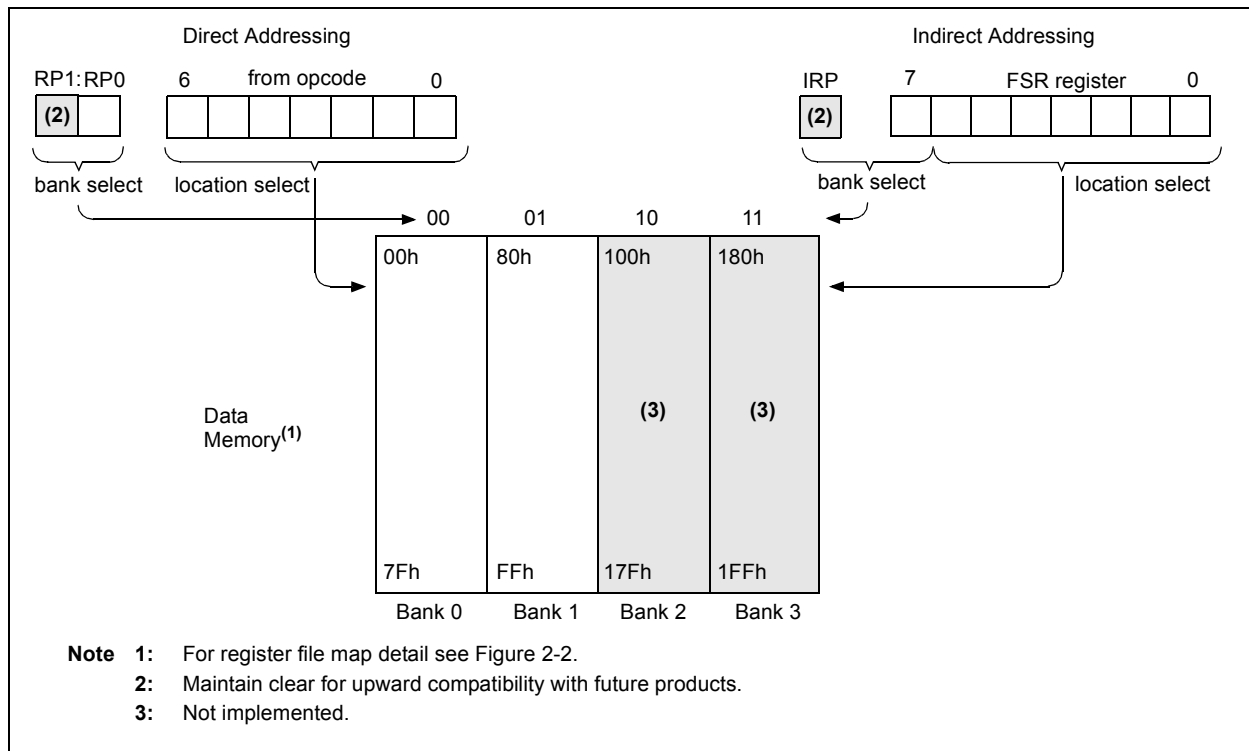 Direct Addressing
Indirect Addressing
RP1:RP0
6 from opcode 0
IRP
7 FSR register 0
(2)
(2)
bank select
location select
bank select
location select
00 01 10 11
00h 80h 100h 180h
Data
Memory(1)
(3) (3)
7Fh FFh 17Fh 1FFh
Bank 0 Bank 1 Bank 2 Bank 3
Note 1: For register file map detail see Figure 2-2.
2: Maintain clear for upward compatibility with future products.
3: Not implemented.